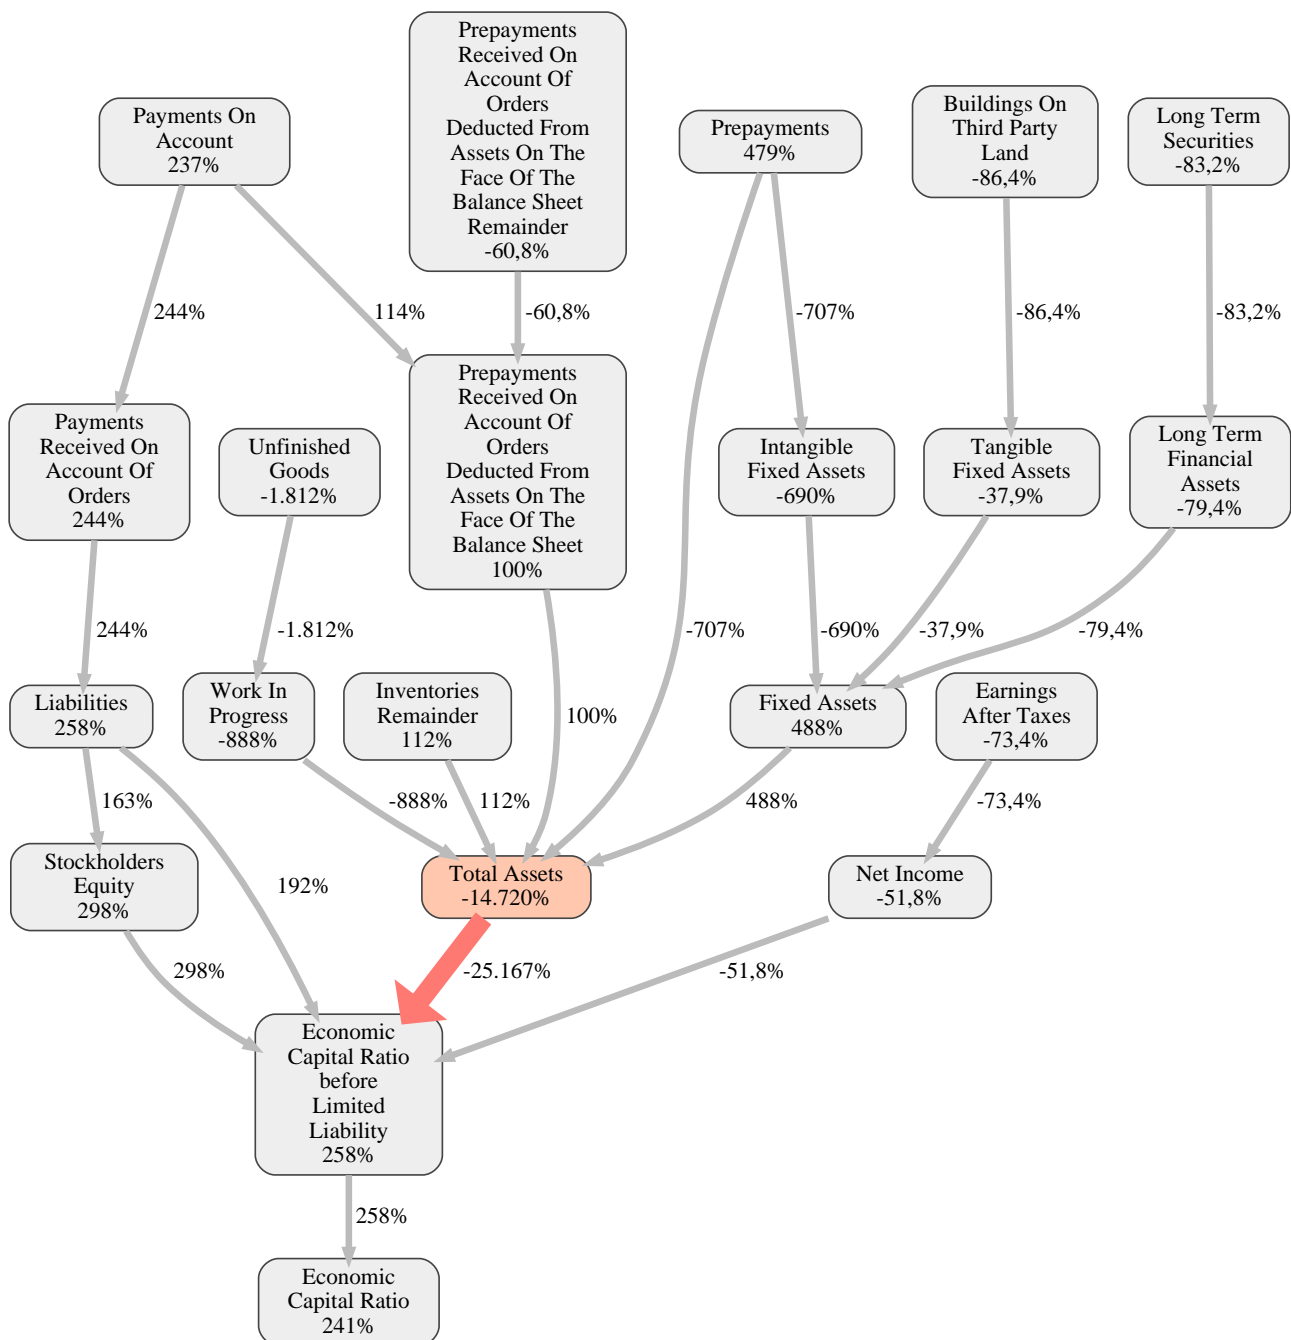 Prepayments
Received On
Account Of
Orders
Deducted From
Assets On The
Face Of The
Balance Sheet
Remainder
-60,8%
Payments On
Account
237%
Prepayments
479%
Buildings On
Third Party
Land
-86,4%
Long Term
Securities
-83,2%
244%
114%
-60,8%
-707%
-86,4%
-83,2%
Payments
Received On
Account Of
Orders
244%
Unfinished
Goods
-1.812%
Prepayments
Received On
Account Of
Orders
Deducted From
Assets On The
Face Of The
Balance Sheet
100%
Intangible
Fixed Assets
-690%
Tangible
Fixed Assets
-37,9%
Long Term
Financial
Assets
-79,4%
244%
-1.812%
-707%
-690%
-37,9%
-79,4%
Liabilities
258%
Work In
Progress
-888%
Inventories
Remainder
112%
100%
Fixed Assets
488%
Earnings
After Taxes
-73,4%
163%
-888%
112%
488%
-73,4%
Stockholders
Equity
298%
192%
Total Assets
-14.720%
Net Income
-51,8%
298%
-25.167%
-51,8%
Economic
Capital Ratio
before
Limited
Liability
258%
258%
Economic
Capital Ratio
241%